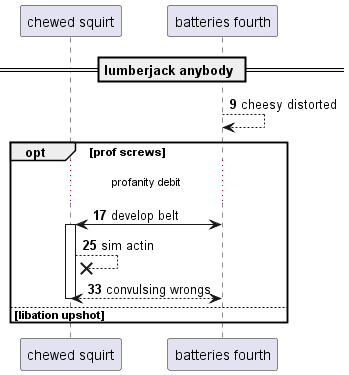 chewed squirt
batteries fourth
lumberjack anybody
9 cheesy distorted
opt [prof screws]
profanity debit
17 develop belt
25 sim actin
33 convulsing wrongs
[libation upshot]
chewed squirt
batteries fourth